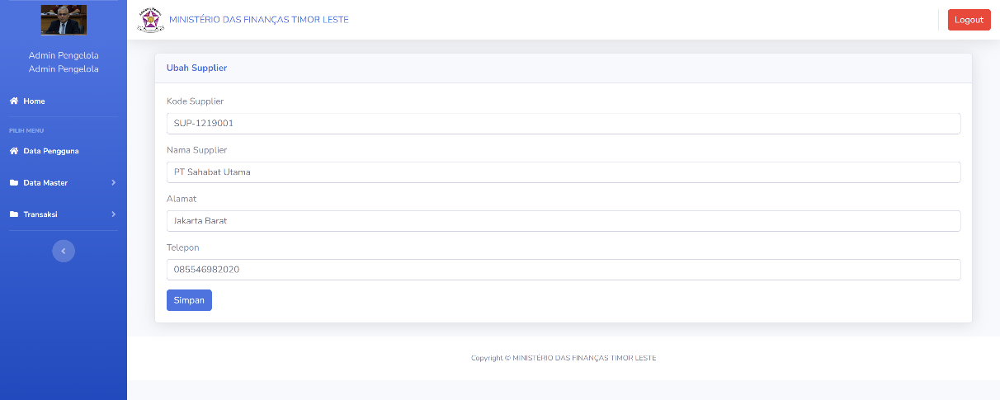 Admin Pengelola
Admin Pengelola
Home
PILIH MENU
Data Pengguna
Data Master
Transaksi
MINISTÉRIO DAS FINANÇAS TIMOR LESTE
Logout
Ubah Supplier
Kode Supplier
SUP-1219001
Nama Supplier
PT Sahabat Utama
Alamat
Jakarta Barat
Telepon
085546982020
Simpan
Copyright © MINISTÉRIO DAS FINANÇAS TIMOR LESTE